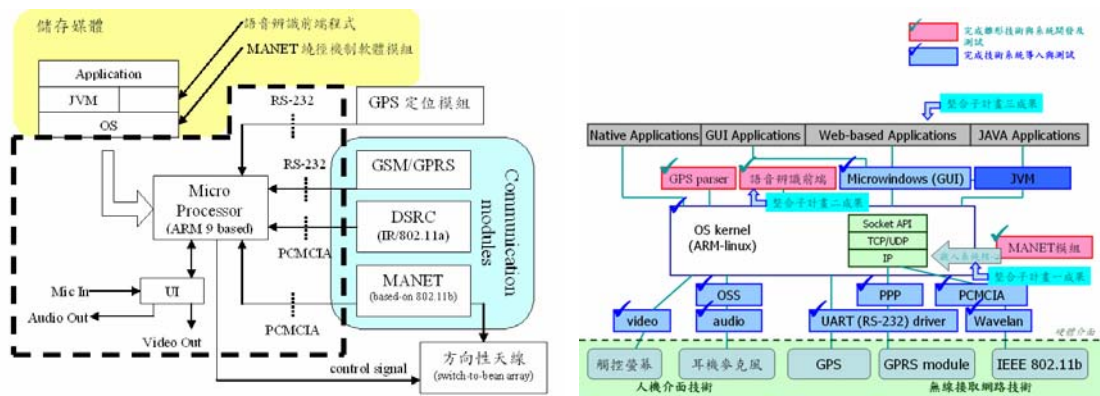 儲存媒體
語音辨識前端程式
MANET 繞徑機制軟體模組
Application
JVM
OS
RS-232
GPS 定位模組
RS-232
GSM/GPRS
Micro
Processor
(ARM 9 based)
DSRC
(IR/802.11a)
PCMCIA
Communication
modules
MANET
(based-on 802.11b)
Mic In
UI
Audio Out
PCMCIA
Video Out
control signal
方向性天線
(switch-to-bean array)
完成雛形技術與系統開發及
測試
完成技術系統導入與測試
整合子計畫三成果
Native Applications
GUI Applications
Web-based Applications
JAVA Applications
GPS parser
語音辨識前端
Microwindows (GUI)
JVM
整合子計畫二成果
OS kernel
(ARM-linux)
Socket API
TCP/UDP
IP
MANET模組
整合子計畫一成果
OSS
PPP
PCMCIA
video
audio
UART (RS-232) driver
Wavelan
硬體介面
觸控螢幕
耳機麥克風
GPS
GPRS module
IEEE 802.11b
人機介面技術
無線接取網路技術